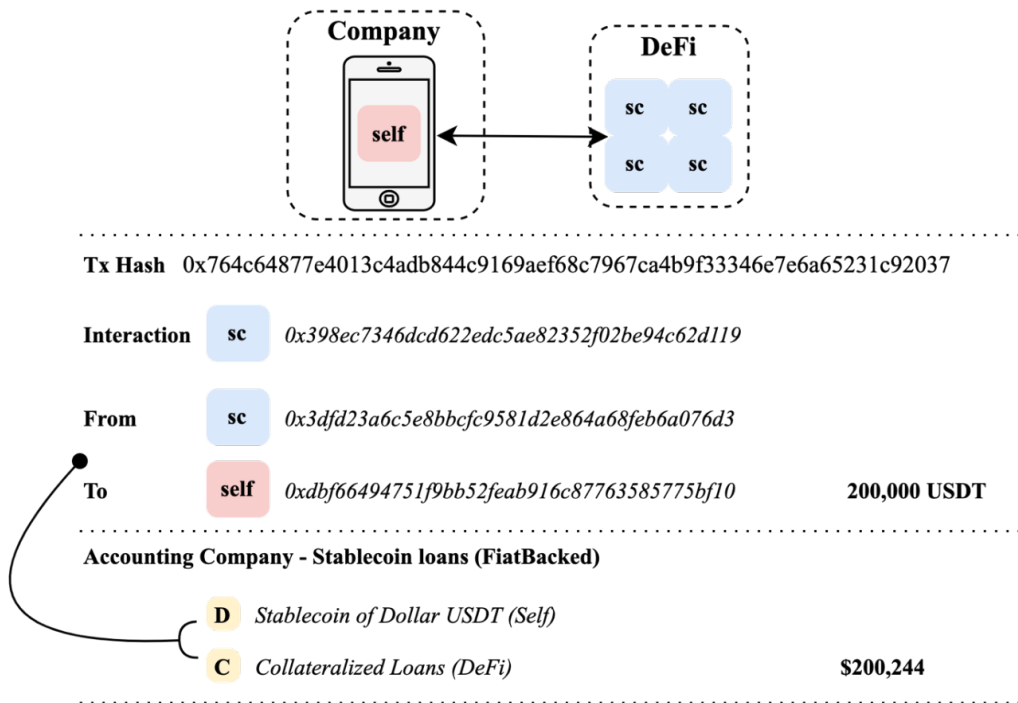 Company
DeFi
self
sc sc
sc sc
Tx Hash 0x764c64877e4013c4adb844c9169aef68c7967ca4b9f33346e7e6a65231c92037
Interaction sc 0x398ec7346dcd622edc5ae82352f02be94c62d119
From sc 0x3dfd23a6c5e8bbcfc9581d2e864a68feb6a076d3
To self 0xdbf66494751f9bb52feab916c87763585775bf10 200,000 USDT
Accounting Company - Stablecoin loans (FiatBacked)
D Stablecoin of Dollar USDT (Self)
C Collateralized Loans (DeFi) $200,244